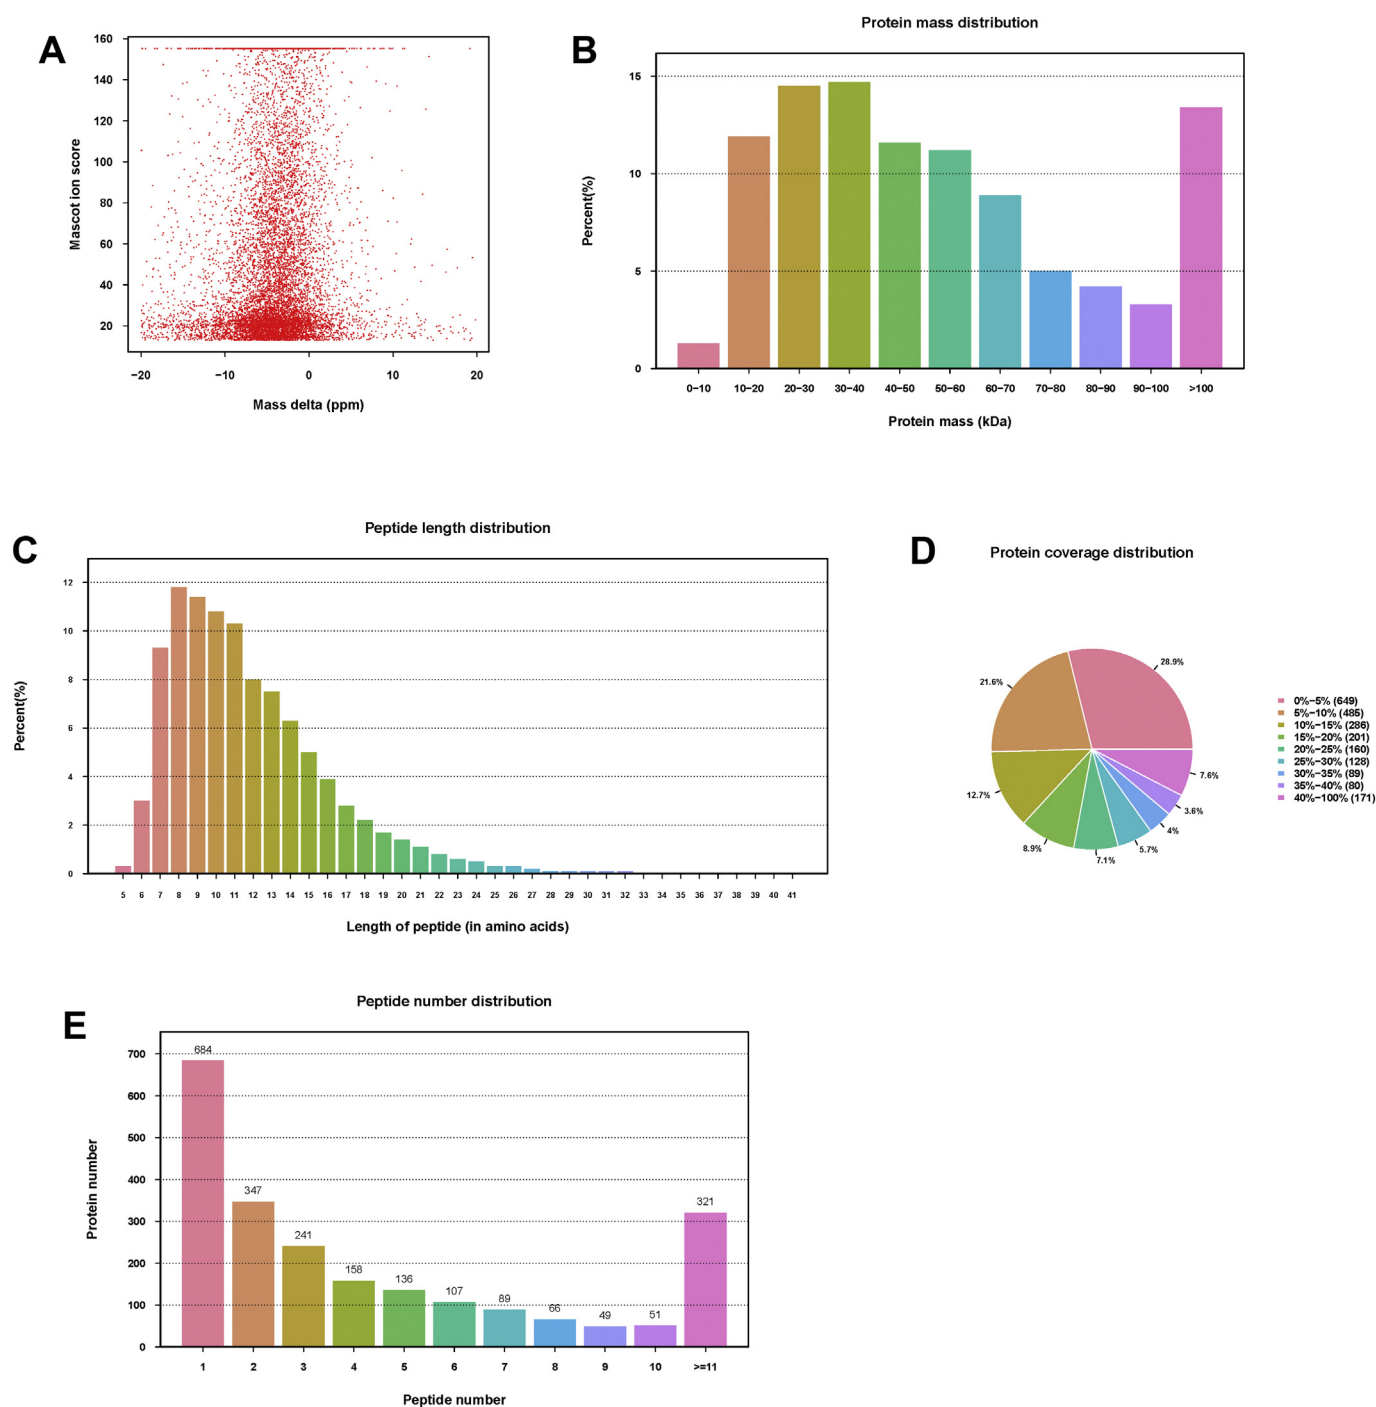 A
160
140
120
100
80
60
40
20
Mascot ion score
−20 −10 0 10 20
Mass delta (ppm)
B
Protein mass distribution
15
10
5
0
Percent(%)
0−10 10−20 20−30 30−40 40−50 50−60 60−70 70−80 80−90 90−100 >100
Protein mass (kDa)
C
Peptide length distribution
12
10
8
6
4
2
0
Percent(%)
5 6 7 8 9 10 11 12 13 14 15 16 17 18 19 20 21 22 23 24 25 26 27 28 29 30 31 32 33 34 35 36 37 38 39 40 41
Length of peptide (in amino acids)
D
Protein coverage distribution
28.9%
21.6%
12.7%
8.9%
7.1%
5.7%
4%
3.6%
7.6%
0%−5% (649)
5%−10% (485)
10%−15% (286)
15%−20% (201)
20%−25% (160)
25%−30% (128)
30%−35% (89)
35%−40% (80)
40%−100% (171)
E
Peptide number distribution
700
600
500
400
300
200
100
0
Protein number
684
347
241
158
136
107
89
66
49
51
321
1 2 3 4 5 6 7 8 9 10 >=11
Peptide number